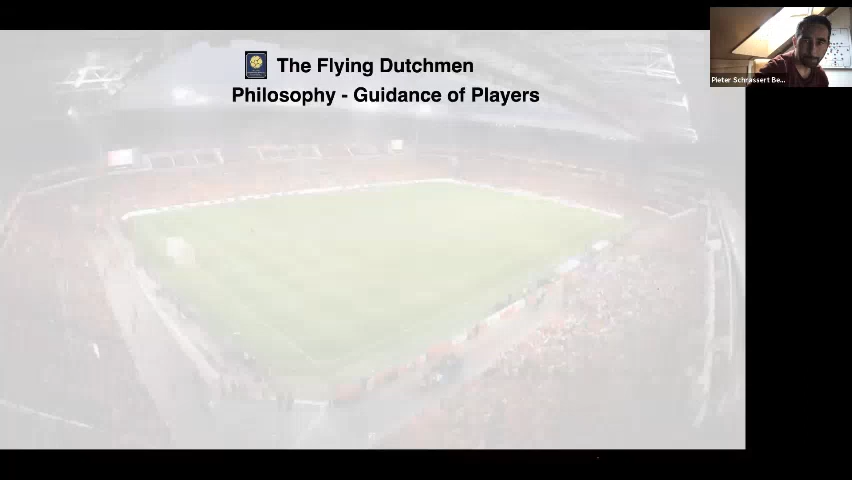 The Flying Dutchmen
Philosophy - Guidance of Players
Pieter Schrassert Be...